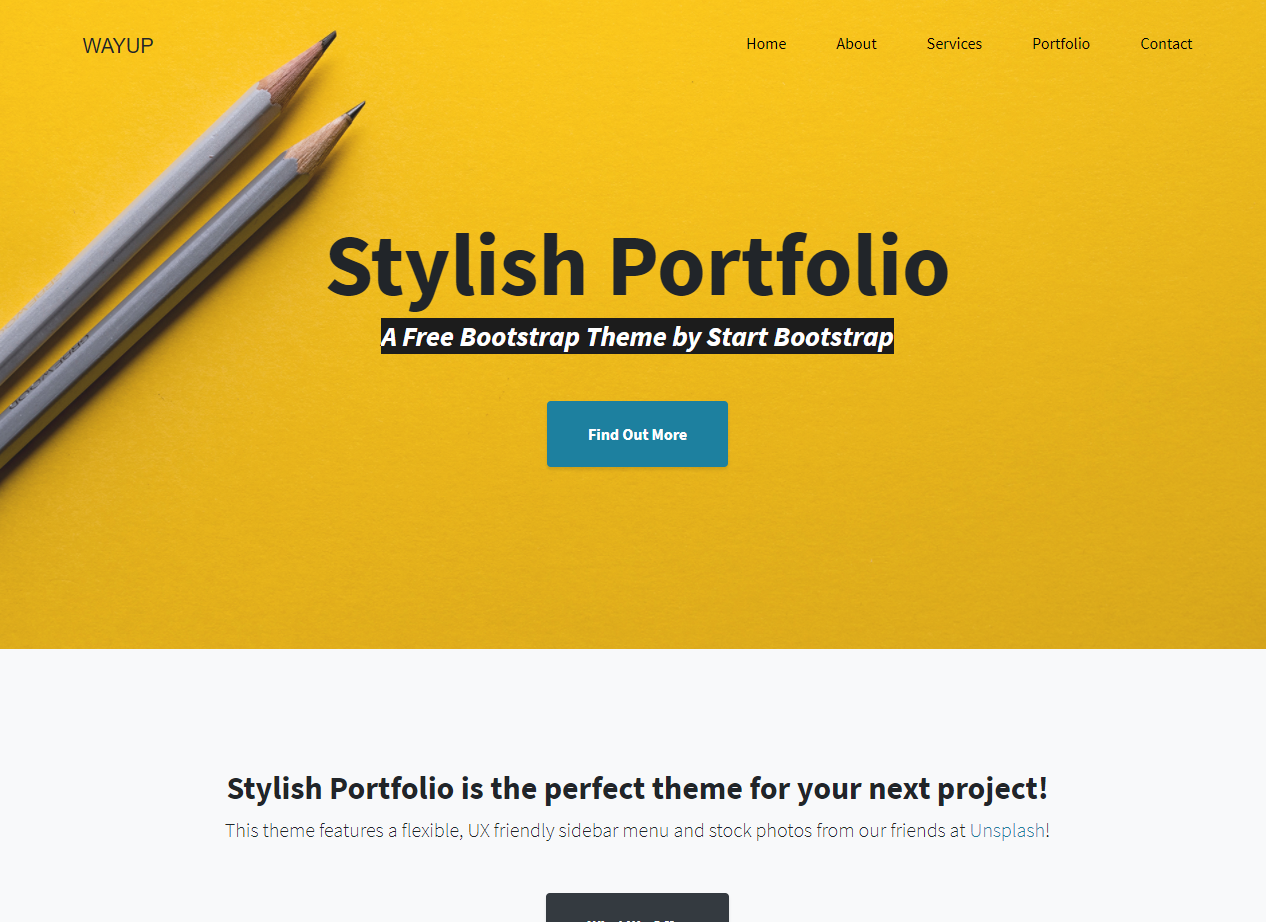 WAYUP
Home About Services Portfolio Contact
Stylish Portfolio
A Free Bootstrap Theme by Start Bootstrap
Find Out More
Stylish Portfolio is the perfect theme for your next project!
This theme features a flexible, UX friendly sidebar menu and stock photos from our friends at Unsplash!